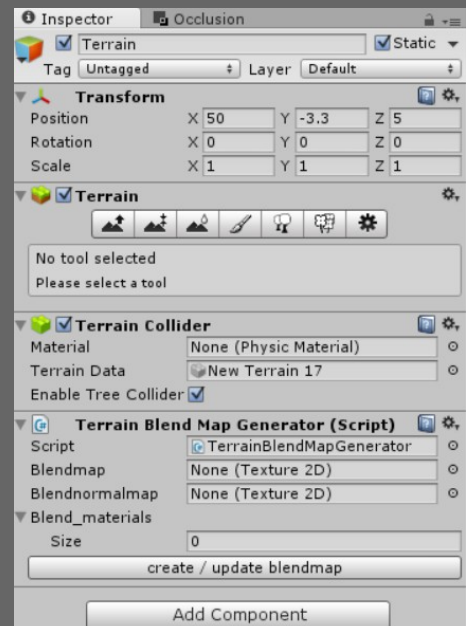 Inspector Occlusion
Terrain Static
Tag Untagged Layer Default
Transform
Position X 50 Y -3.3 Z 5
Rotation X 0 Y 0 Z 0
Scale X 1 Y 1 Z 1
Terrain
No tool selected
Please select a tool
Terrain Collider
Material None (Physic Material)
Terrain Data New Terrain 17
Enable Tree Collider
Terrain Blend Map Generator (Script)
Script TerrainBlendMapGenerator
Blendmap None (Texture 2D)
Blendnormalmap None (Texture 2D)
Blend_materials
Size 0
create / update blendmap
Add Component